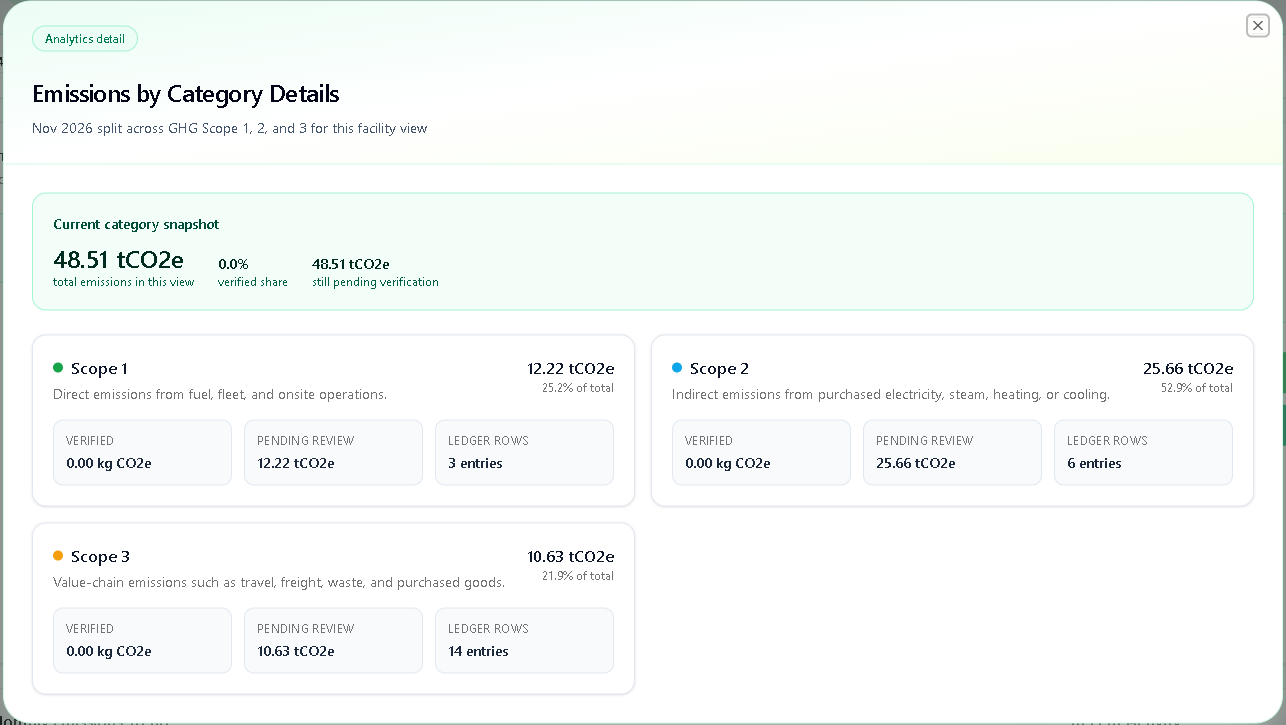 Analytics detail
Emissions by Category Details
Nov 2026 split across GHG Scope 1, 2, and 3 for this facility view
Current category snapshot
48.51 tCO2e
total emissions in this view
0.0%
verified share
48.51 tCO2e
still pending verification
Scope 1
12.22 tCO2e
Direct emissions from fuel, fleet, and onsite operations.
25.2% of total
VERIFIED
0.00 kg CO2e
PENDING REVIEW
12.22 tCO2e
LEDGER ROWS
3 entries
Scope 2
25.66 tCO2e
Indirect emissions from purchased electricity, steam, heating, or cooling.
52.9% of total
VERIFIED
0.00 kg CO2e
PENDING REVIEW
25.66 tCO2e
LEDGER ROWS
6 entries
Scope 3
10.63 tCO2e
Value-chain emissions such as travel, freight, waste, and purchased goods.
21.9% of total
VERIFIED
0.00 kg CO2e
PENDING REVIEW
10.63 tCO2e
LEDGER ROWS
14 entries